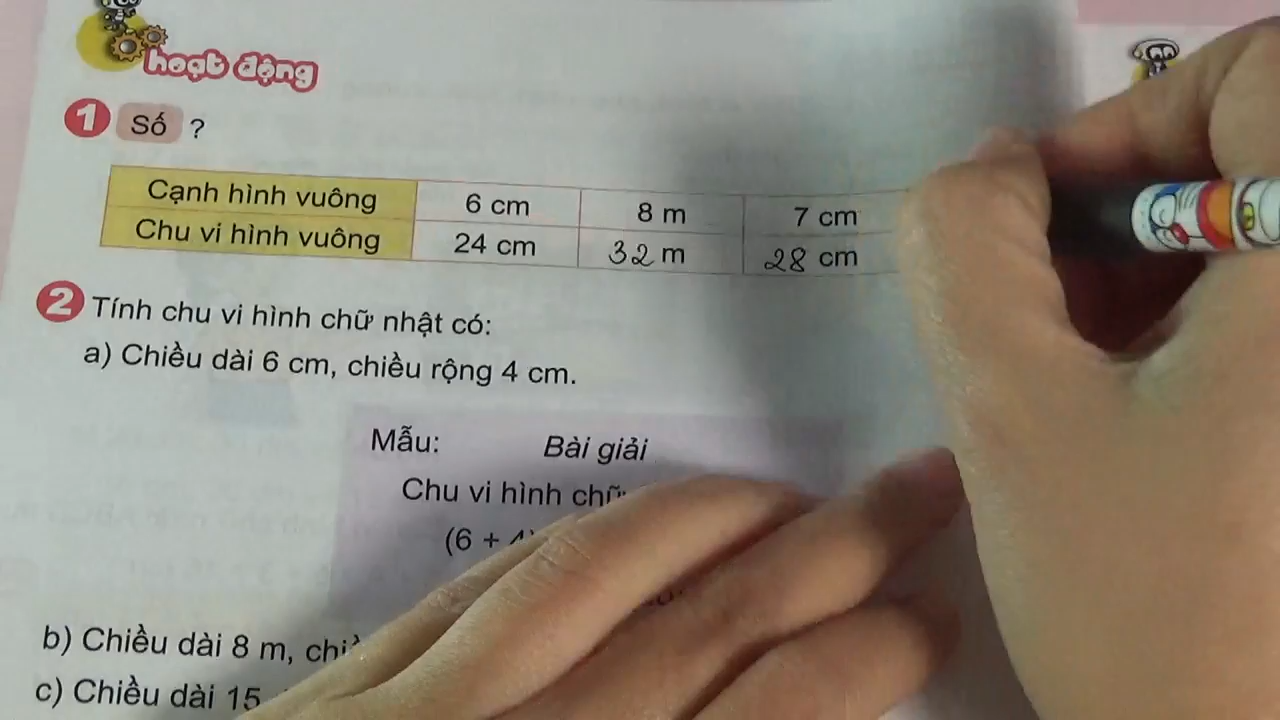 hoạt động
1 Số ?
Cạnh hình vuông 6 cm 8 m 7 cm
Chu vi hình vuông 24 cm 32 m 28 cm
2 Tính chu vi hình chữ nhật có:
a) Chiều dài 6 cm, chiều rộng 4 cm.
Mẫu: Bài giải
Chu vi hình chữ
(6 + 4)
b) Chiều dài 8 m,
c) Chiều dài 15